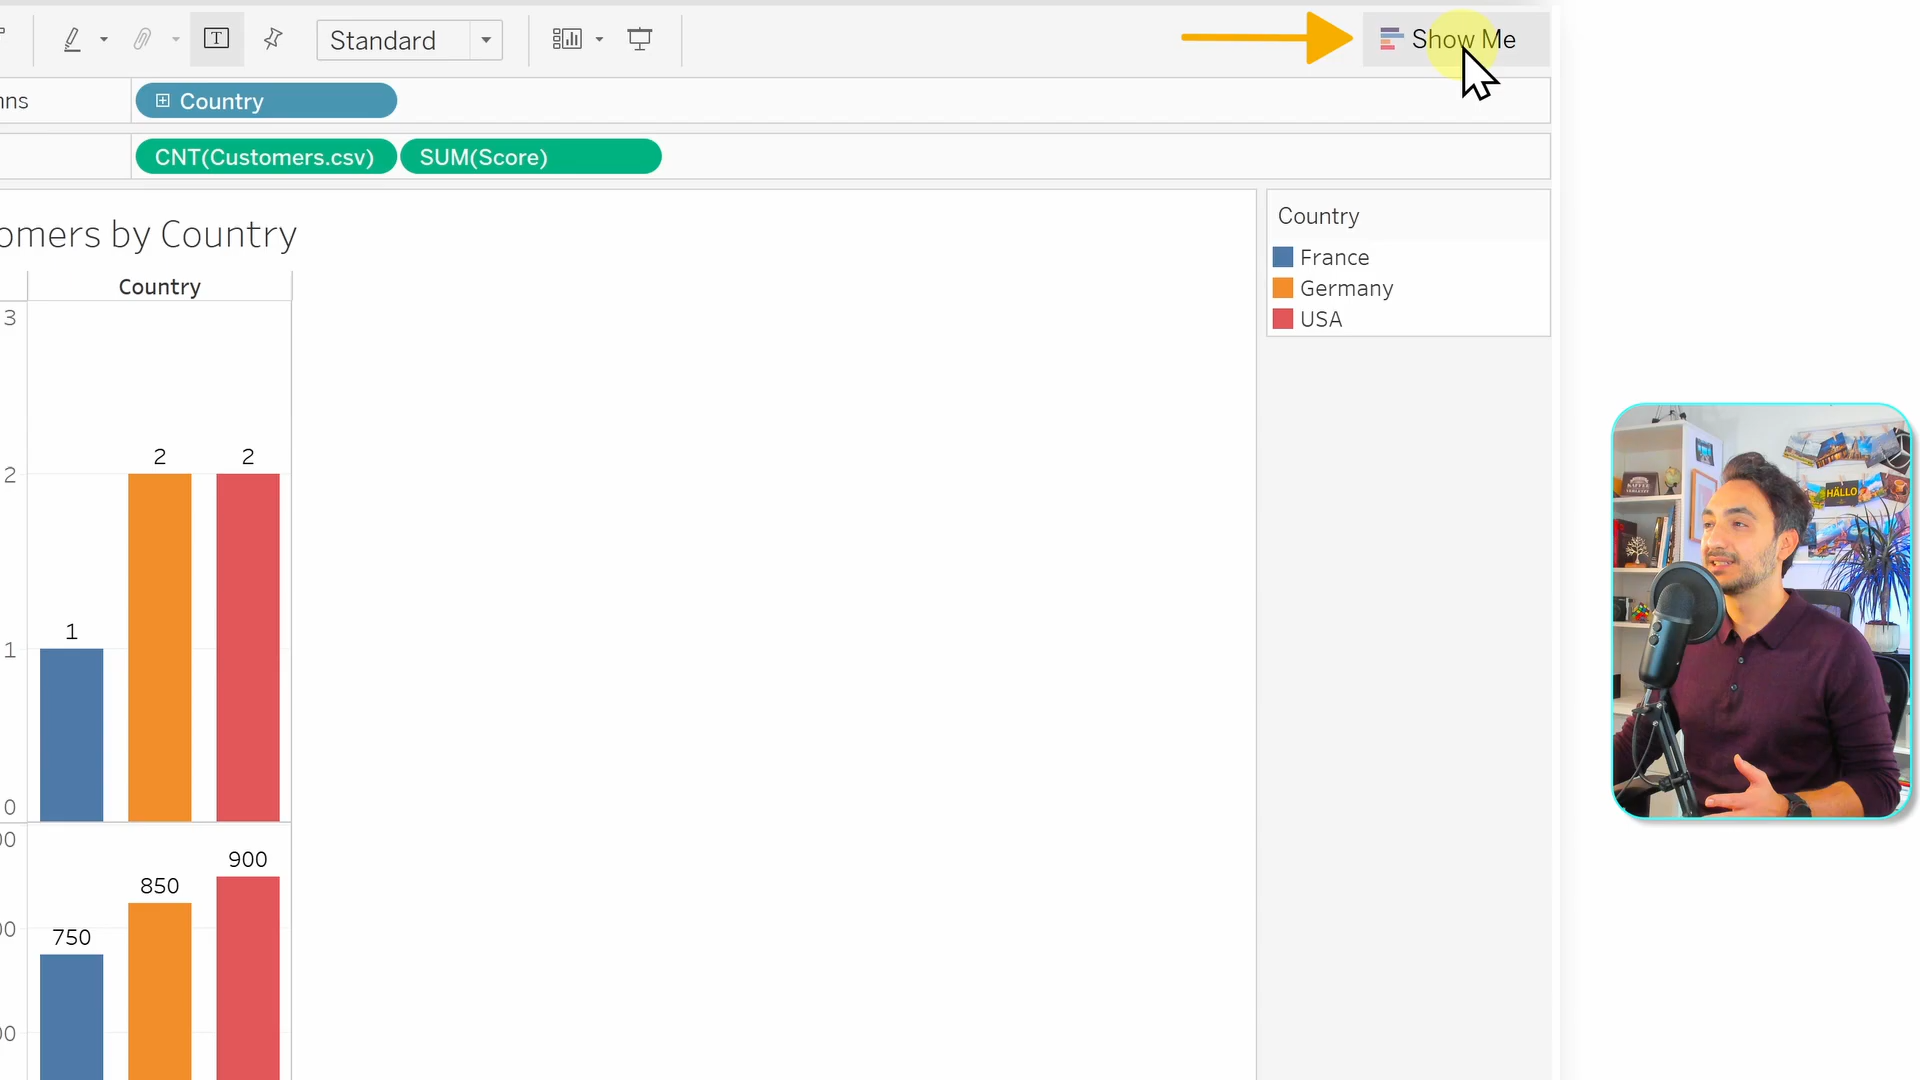 T
Standard
Show Me
ns
Country
CNT(Customers.csv)
SUM(Score)
omers by Country
Country
3
2
1
0
1
2
2
00
00
00
750
850
900
Country
France
Germany
USA
HÄLLO